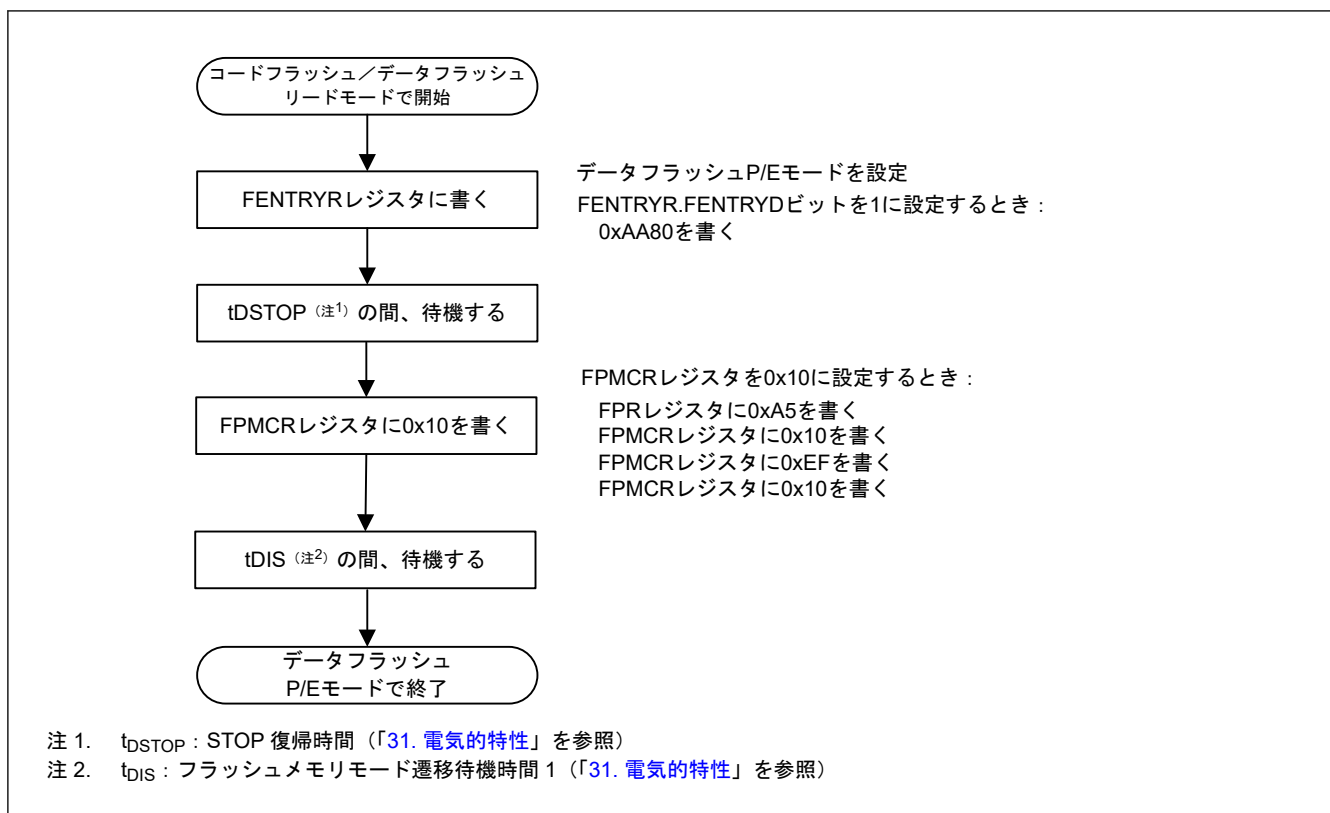 コードフラッシュ／データフラッシュ
リードモードで開始
FENTRYRレジスタに書く
データフラッシュP/Eモードを設定
FENTRYR.FENTRYDビットを1に設定するとき：
0xAA80を書く
tDSTOP（注1）の間、待機する
FPMCRレジスタに0x10を書く
FPMCRレジスタを0x10に設定するとき：
FPRレジスタに0xA5を書く
FPMCRレジスタに0x10を書く
FPMCRレジスタに0xEFを書く
FPMCRレジスタに0x10を書く
tDIS（注2）の間、待機する
データフラッシュ
P/Eモードで終了
注 1. tDSTOP：STOP 復帰時間（「31. 電気的特性」を参照）
注 2. tDIS：フラッシュメモリモード遷移待機時間 1（「31. 電気的特性」を参照）